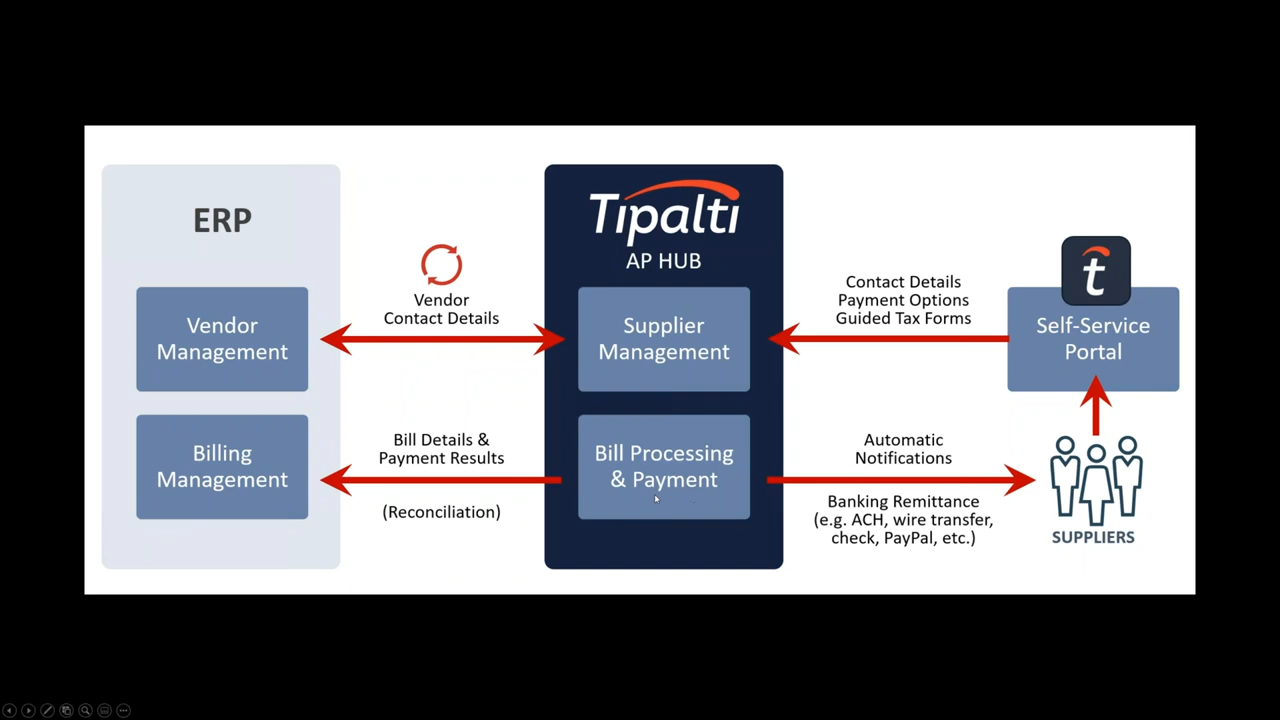 ERP
Vendor
Management
Billing
Management
Vendor
Contact Details
Bill Details &
Payment Results
(Reconciliation)
Tipalti
AP HUB
Supplier
Management
Bill Processing
& Payment
Contact Details
Payment Options
Guided Tax Forms
Automatic
Notifications
Banking Remittance
(e.g. ACH, wire transfer,
check, PayPal, etc.)
t
Self-Service
Portal
SUPPLIERS